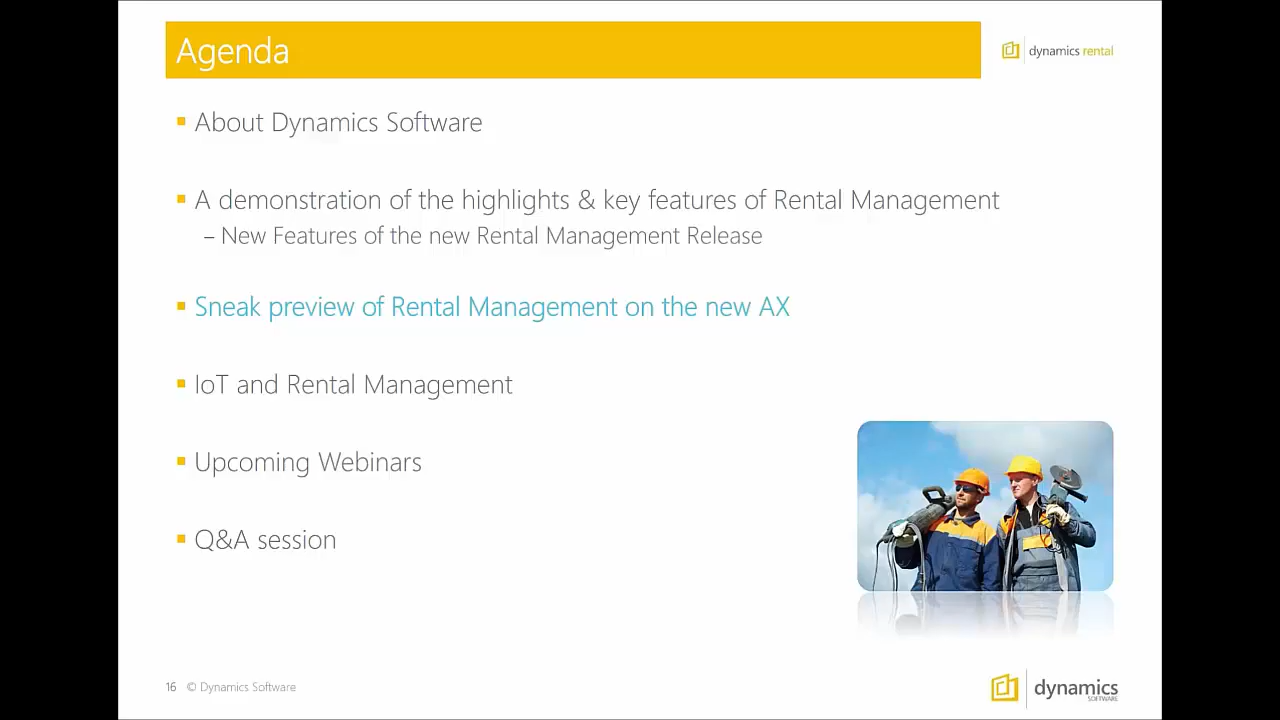 Agenda
dynamics rental
▪ About Dynamics Software
▪ A demonstration of the highlights & key features of Rental Management
– New Features of the new Rental Management Release
▪ Sneak preview of Rental Management on the new AX
▪ IoT and Rental Management
▪ Upcoming Webinars
▪ Q&A session
16 © Dynamics Software
dynamics
SOFTWARE